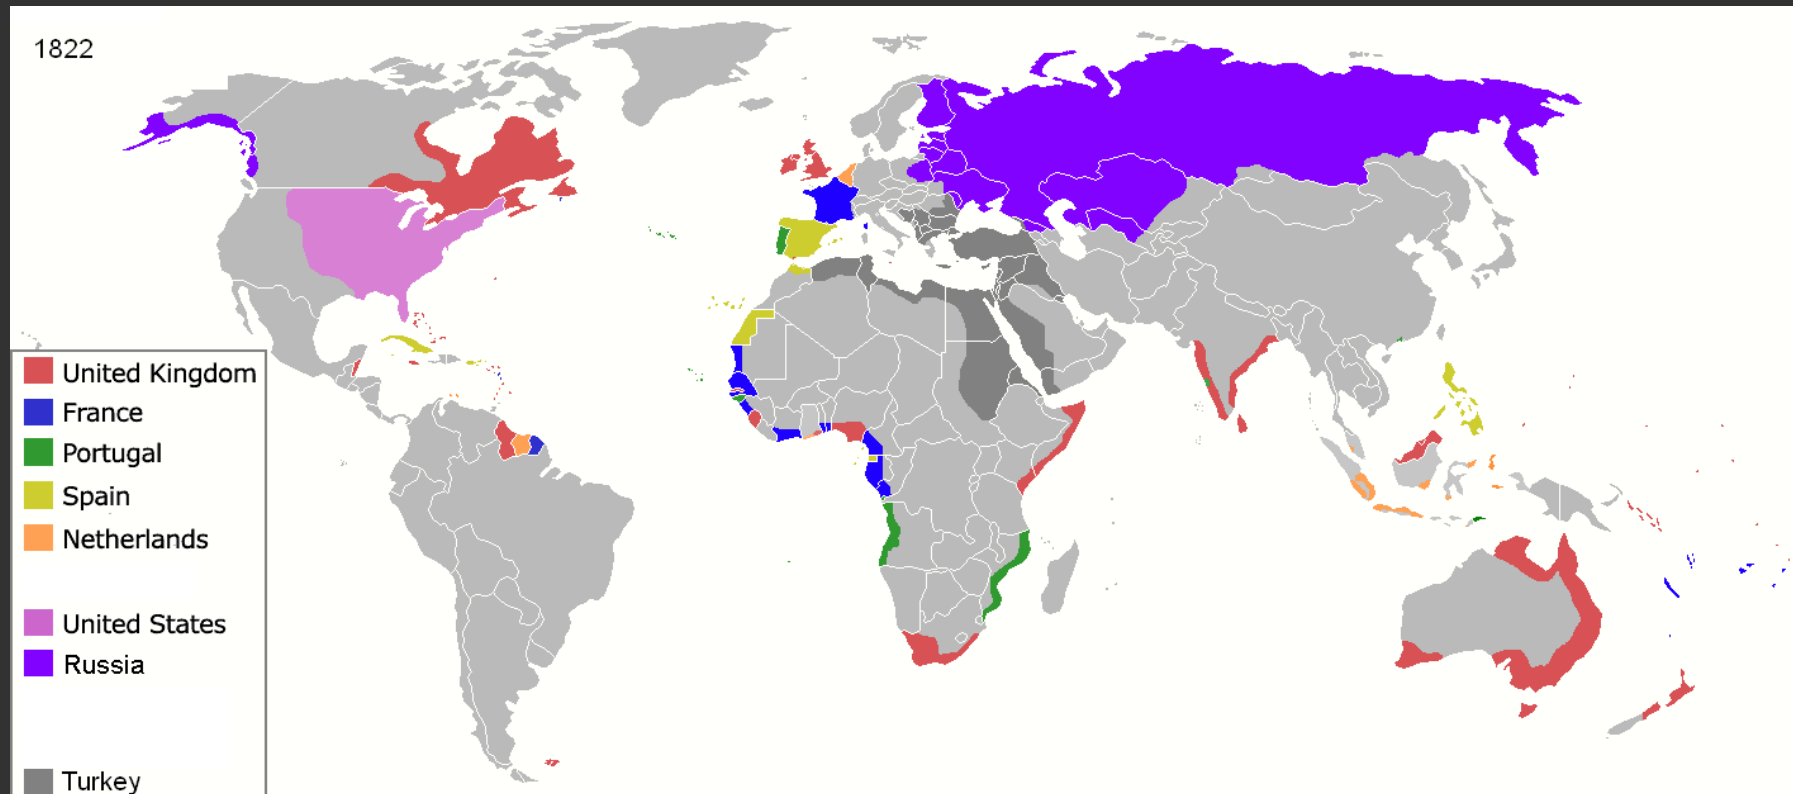 1822
United Kingdom
France
Portugal
Spain
Netherlands
United States
Russia
Turkey